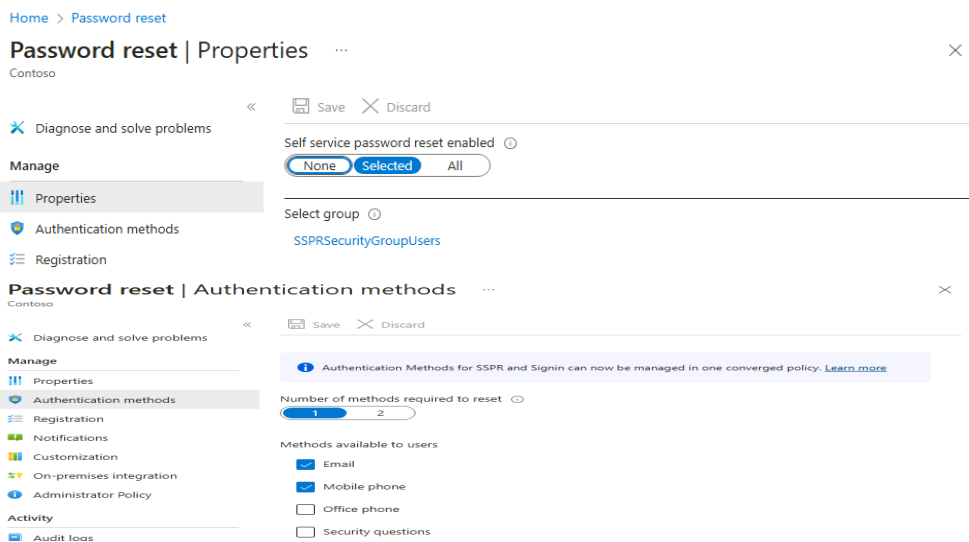 Home > Password reset
Password reset | Properties ...
Contoso
«
Save Discard
Diagnose and solve problems
Self service password reset enabled
Manage
None Selected All
Properties
Select group
Authentication methods
SSPRSecurityGroupUsers
Registration
Password reset | Authentication methods ...
Contoso
«
Save Discard
Diagnose and solve problems
Manage
Authentication Methods for SSPR and Signin can now be managed in one converged policy. Learn more
Properties
Authentication methods
Number of methods required to reset
1 2
Registration
Notifications
Methods available to users
Customization
Email
On-premises integration
Mobile phone
Administrator Policy
Office phone
Activity
Security questions
Audit logs